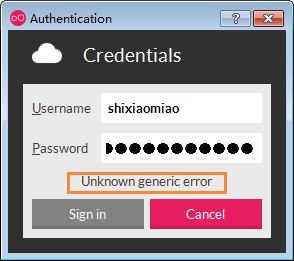 Authentication
Credentials
Username shixiaomiao
Password
Unknown generic error
Sign in Cancel